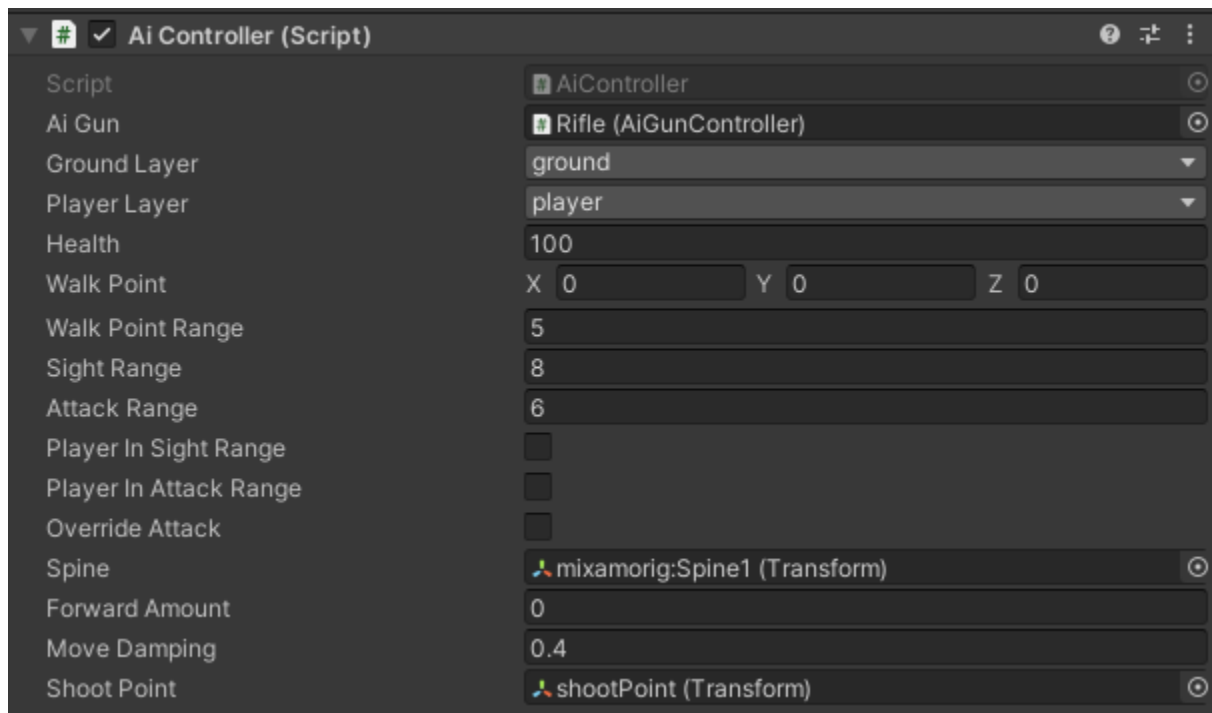 Ai Controller (Script)
Script AiController
Ai Gun Rifle (AiGunController)
Ground Layer ground
Player Layer player
Health 100
Walk Point X 0 Y 0 Z 0
Walk Point Range 5
Sight Range 8
Attack Range 6
Player In Sight Range
Player In Attack Range
Override Attack
Spine mixamorig:Spine1 (Transform)
Forward Amount 0
Move Damping 0.4
Shoot Point shootPoint (Transform)